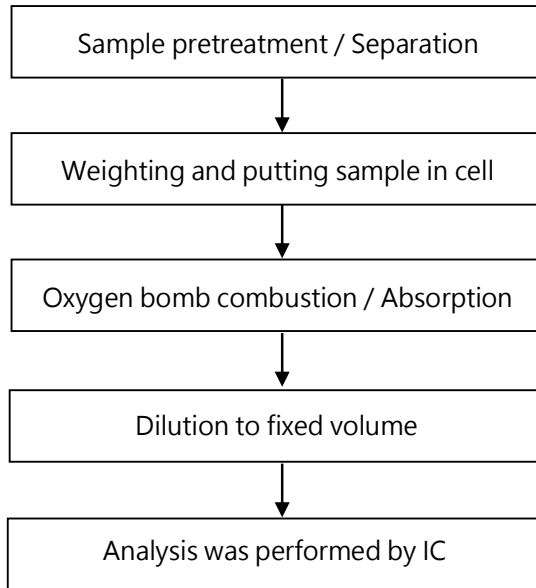 Sample pretreatment / Separation
Weighting and putting sample in cell
Oxygen bomb combustion / Absorption
Dilution to fixed volume
Analysis was performed by IC